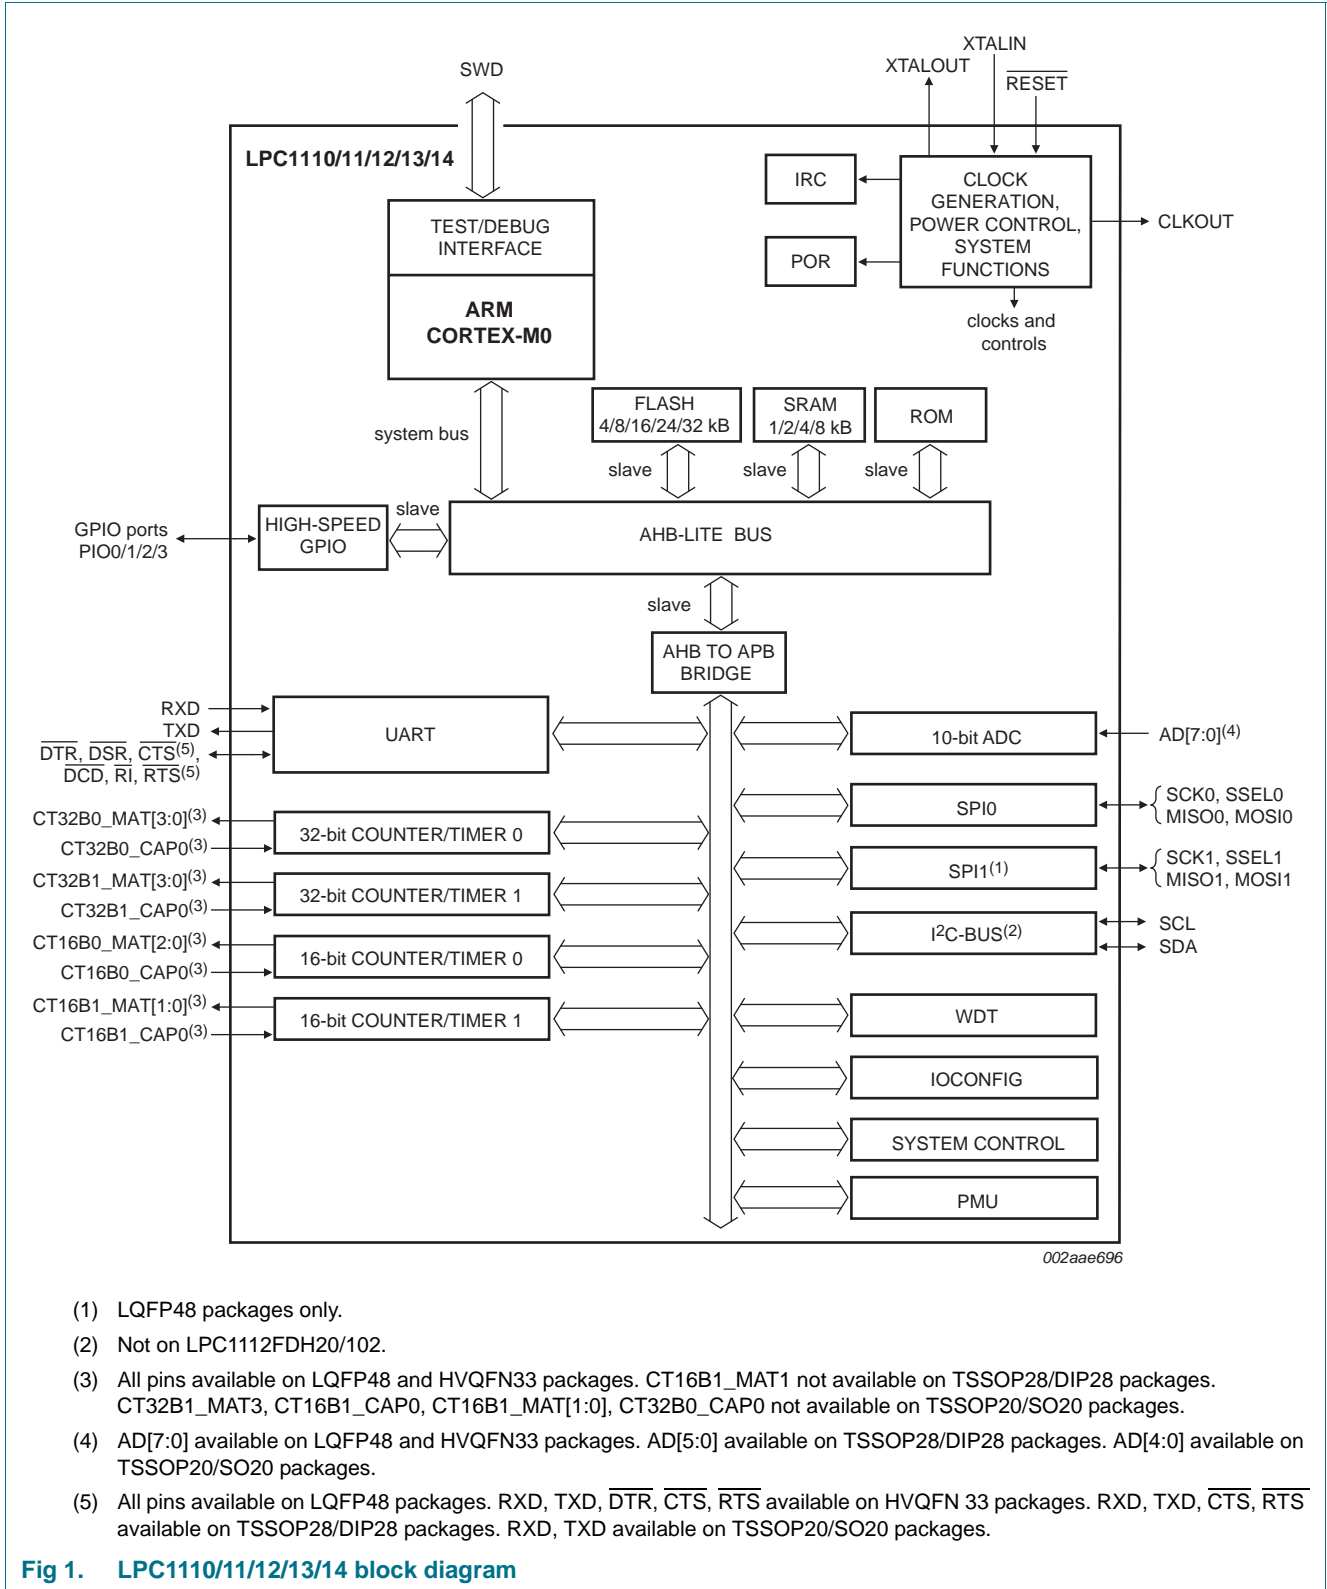 XTALIN
XTALOUT
RESET
SWD
LPC1110/11/12/13/14
IRC
CLOCK
GENERATION,
POWER CONTROL,
SYSTEM
FUNCTIONS
CLKOUT
POR
TEST/DEBUG
INTERFACE
ARM
CORTEX-M0
clocks and
controls
FLASH
4/8/16/24/32 kB
SRAM
1/2/4/8 kB
ROM
system bus
slave
slave
slave
slave
GPIO ports
PIO0/1/2/3
HIGH-SPEED
GPIO
AHB-LITE BUS
slave
AHB TO APB
BRIDGE
RXD
TXD
DTR, DSR, CTS(5),
DCD, RI, RTS(5)
UART
10-bit ADC
AD[7:0](4)
CT32B0_MAT[3:0](3)
CT32B0_CAP0(3)
32-bit COUNTER/TIMER 0
SPI0
SCK0, SSEL0
MISO0, MOSI0
CT32B1_MAT[3:0](3)
CT32B1_CAP0(3)
32-bit COUNTER/TIMER 1
SPI1(1)
SCK1, SSEL1
MISO1, MOSI1
CT16B0_MAT[2:0](3)
CT16B0_CAP0(3)
16-bit COUNTER/TIMER 0
I2C-BUS(2)
SCL
SDA
CT16B1_MAT[1:0](3)
CT16B1_CAP0(3)
16-bit COUNTER/TIMER 1
WDT
IOCONFIG
SYSTEM CONTROL
PMU
002aae696
(1) LQFP48 packages only.
(2) Not on LPC1112FDH20/102.
(3) All pins available on LQFP48 and HVQFN33 packages. CT16B1_MAT1 not available on TSSOP28/DIP28 packages.
CT32B1_MAT3, CT16B1_CAP0, CT16B1_MAT[1:0], CT32B0_CAP0 not available on TSSOP20/SO20 packages.
(4) AD[7:0] available on LQFP48 and HVQFN33 packages. AD[5:0] available on TSSOP28/DIP28 packages. AD[4:0] available on
TSSOP20/SO20 packages.
(5) All pins available on LQFP48 packages. RXD, TXD, DTR, CTS, RTS available on HVQFN 33 packages. RXD, TXD, CTS, RTS
available on TSSOP28/DIP28 packages. RXD, TXD available on TSSOP20/SO20 packages.
Fig 1. LPC1110/11/12/13/14 block diagram